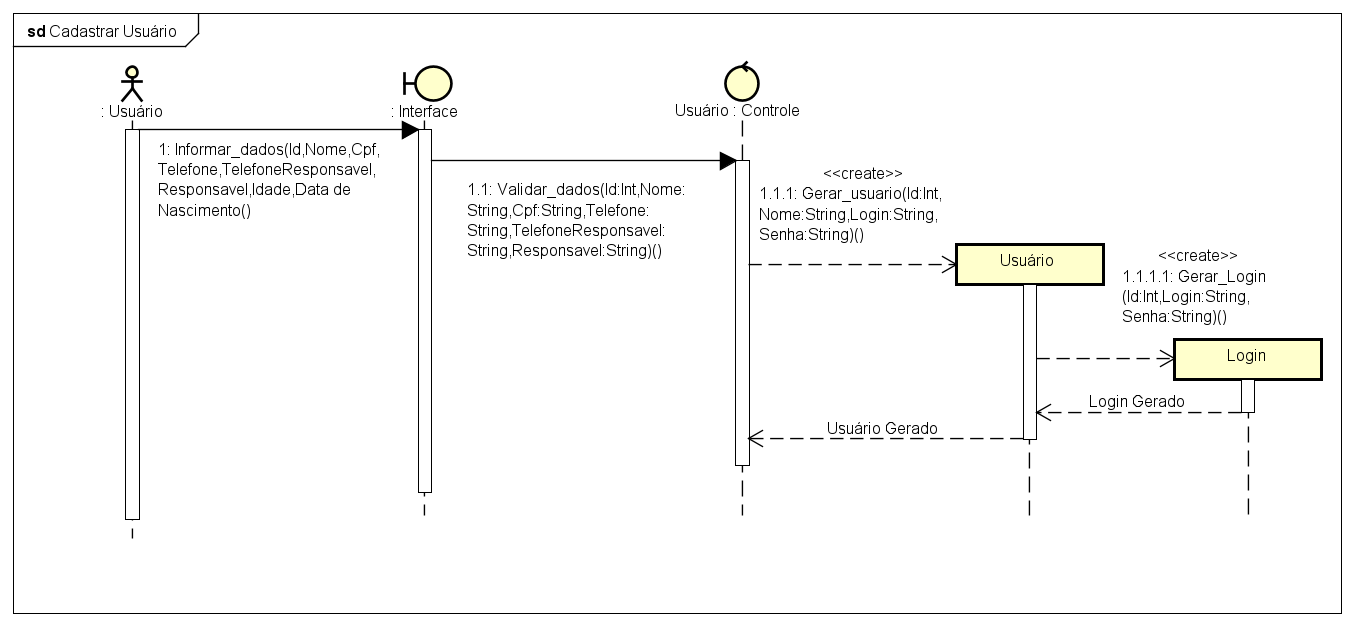 sd Cadastrar Usuário
: Usuário
: Interface
Usuário : Controle
1: Informar_dados(Id,Nome,Cpf,
Telefone,TelefoneResponsavel,
Responsavel,Idade,Data de
Nascimento()
1.1: Validar_dados(Id:Int,Nome:
String,Cpf:String,Telefone:
String,TelefoneResponsavel:
String,Responsavel:String)()
<<create>>
1.1.1: Gerar_usuario(Id:Int,
Nome:String,Login:String,
Senha:String)()
Usuário
<<create>>
1.1.1.1: Gerar_Login
(Id:Int,Login:String,
Senha:String)()
Login
Login Gerado
Usuário Gerado